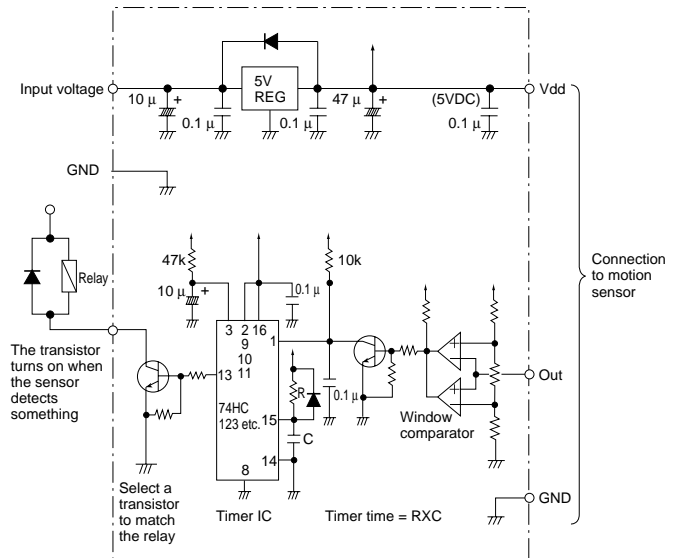 Input voltage
10 µ
+
0.1 µ
5V
REG
0.1 µ
47 µ
+
(5VDC)
0.1 µ
Vdd
GND
Relay
47k
10 µ
+
0.1 µ
10k
Connection
to motion
sensor
3
2
16
9
10
11
1
13
74HC
123 etc.
15
14
8
R
C
0.1 µ
+
−
+
−
Out
Window
comparator
The transistor
turns on when
the sensor
detects
something
Select a
transistor
to match
the relay
Timer IC
Timer time = RXC
GND